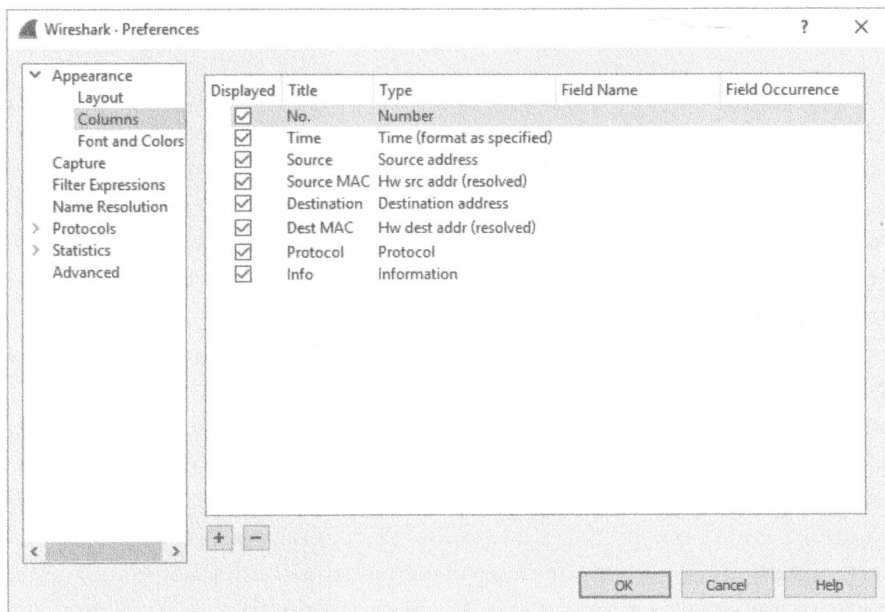 Wireshark · Preferences
? ×
Appearance
Layout
Columns
Font and Colors
Capture
Filter Expressions
Name Resolution
Protocols
Statistics
Advanced
Displayed Title Type Field Name Field Occurrence
No. Number
Time Time (format as specified)
Source Source address
Source MAC Hw src addr (resolved)
Destination Destination address
Dest MAC Hw dest addr (resolved)
Protocol Protocol
Info Information
+ −
OK Cancel Help